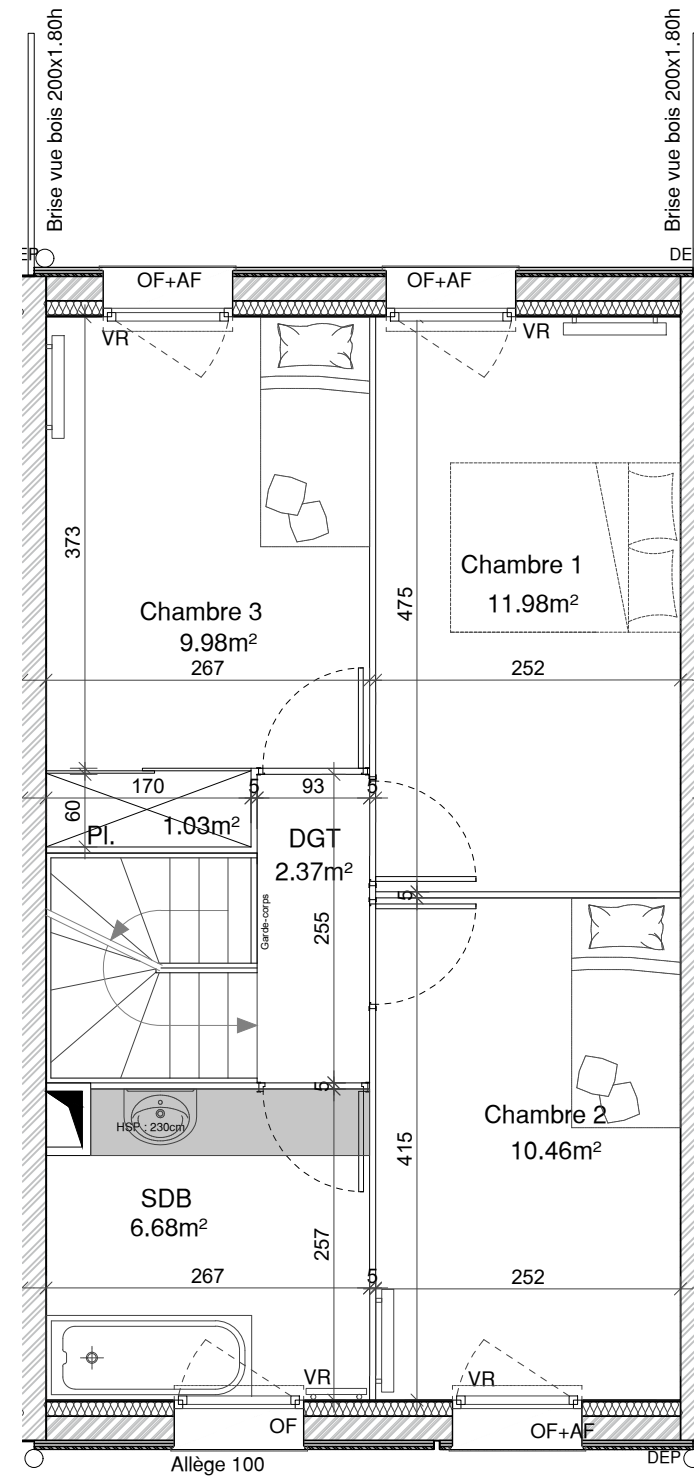 Brise vue bois 200x1.80h
Brise vue bois 200x1.80h
EP
DE
OF+AF
OF+AF
VR
VR
373
475
Chambre 1
11.98m²
Chambre 3
9.98m²
267
252
170
5
93
5
60
Pl.
1.03m²
DGT
2.37m²
Garde-corps
255
5
5
HSP : 230cm
Chambre 2
10.46m²
415
SDB
6.68m²
257
267
5
252
VR
VR
OF
OF+AF
Allège 100
DEP